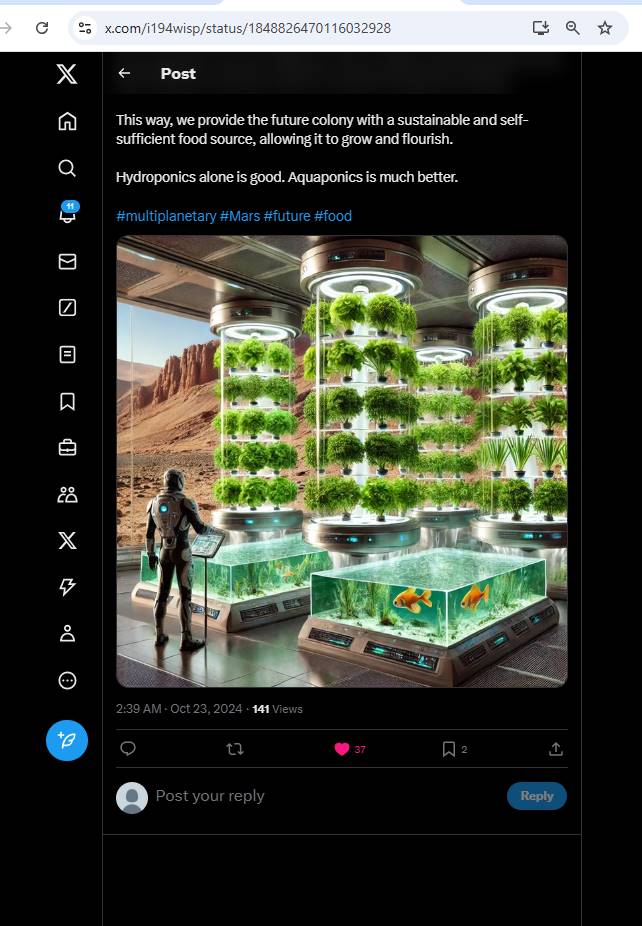 x.com/i194wisp/status/1848826470116032928
Post
This way, we provide the future colony with a sustainable and self-
sufficient food source, allowing it to grow and flourish.
Hydroponics alone is good. Aquaponics is much better.
#multiplanetary #Mars #future #food
11
2:39 AM · Oct 23, 2024 · 141 Views
37
2
Post your reply
Reply